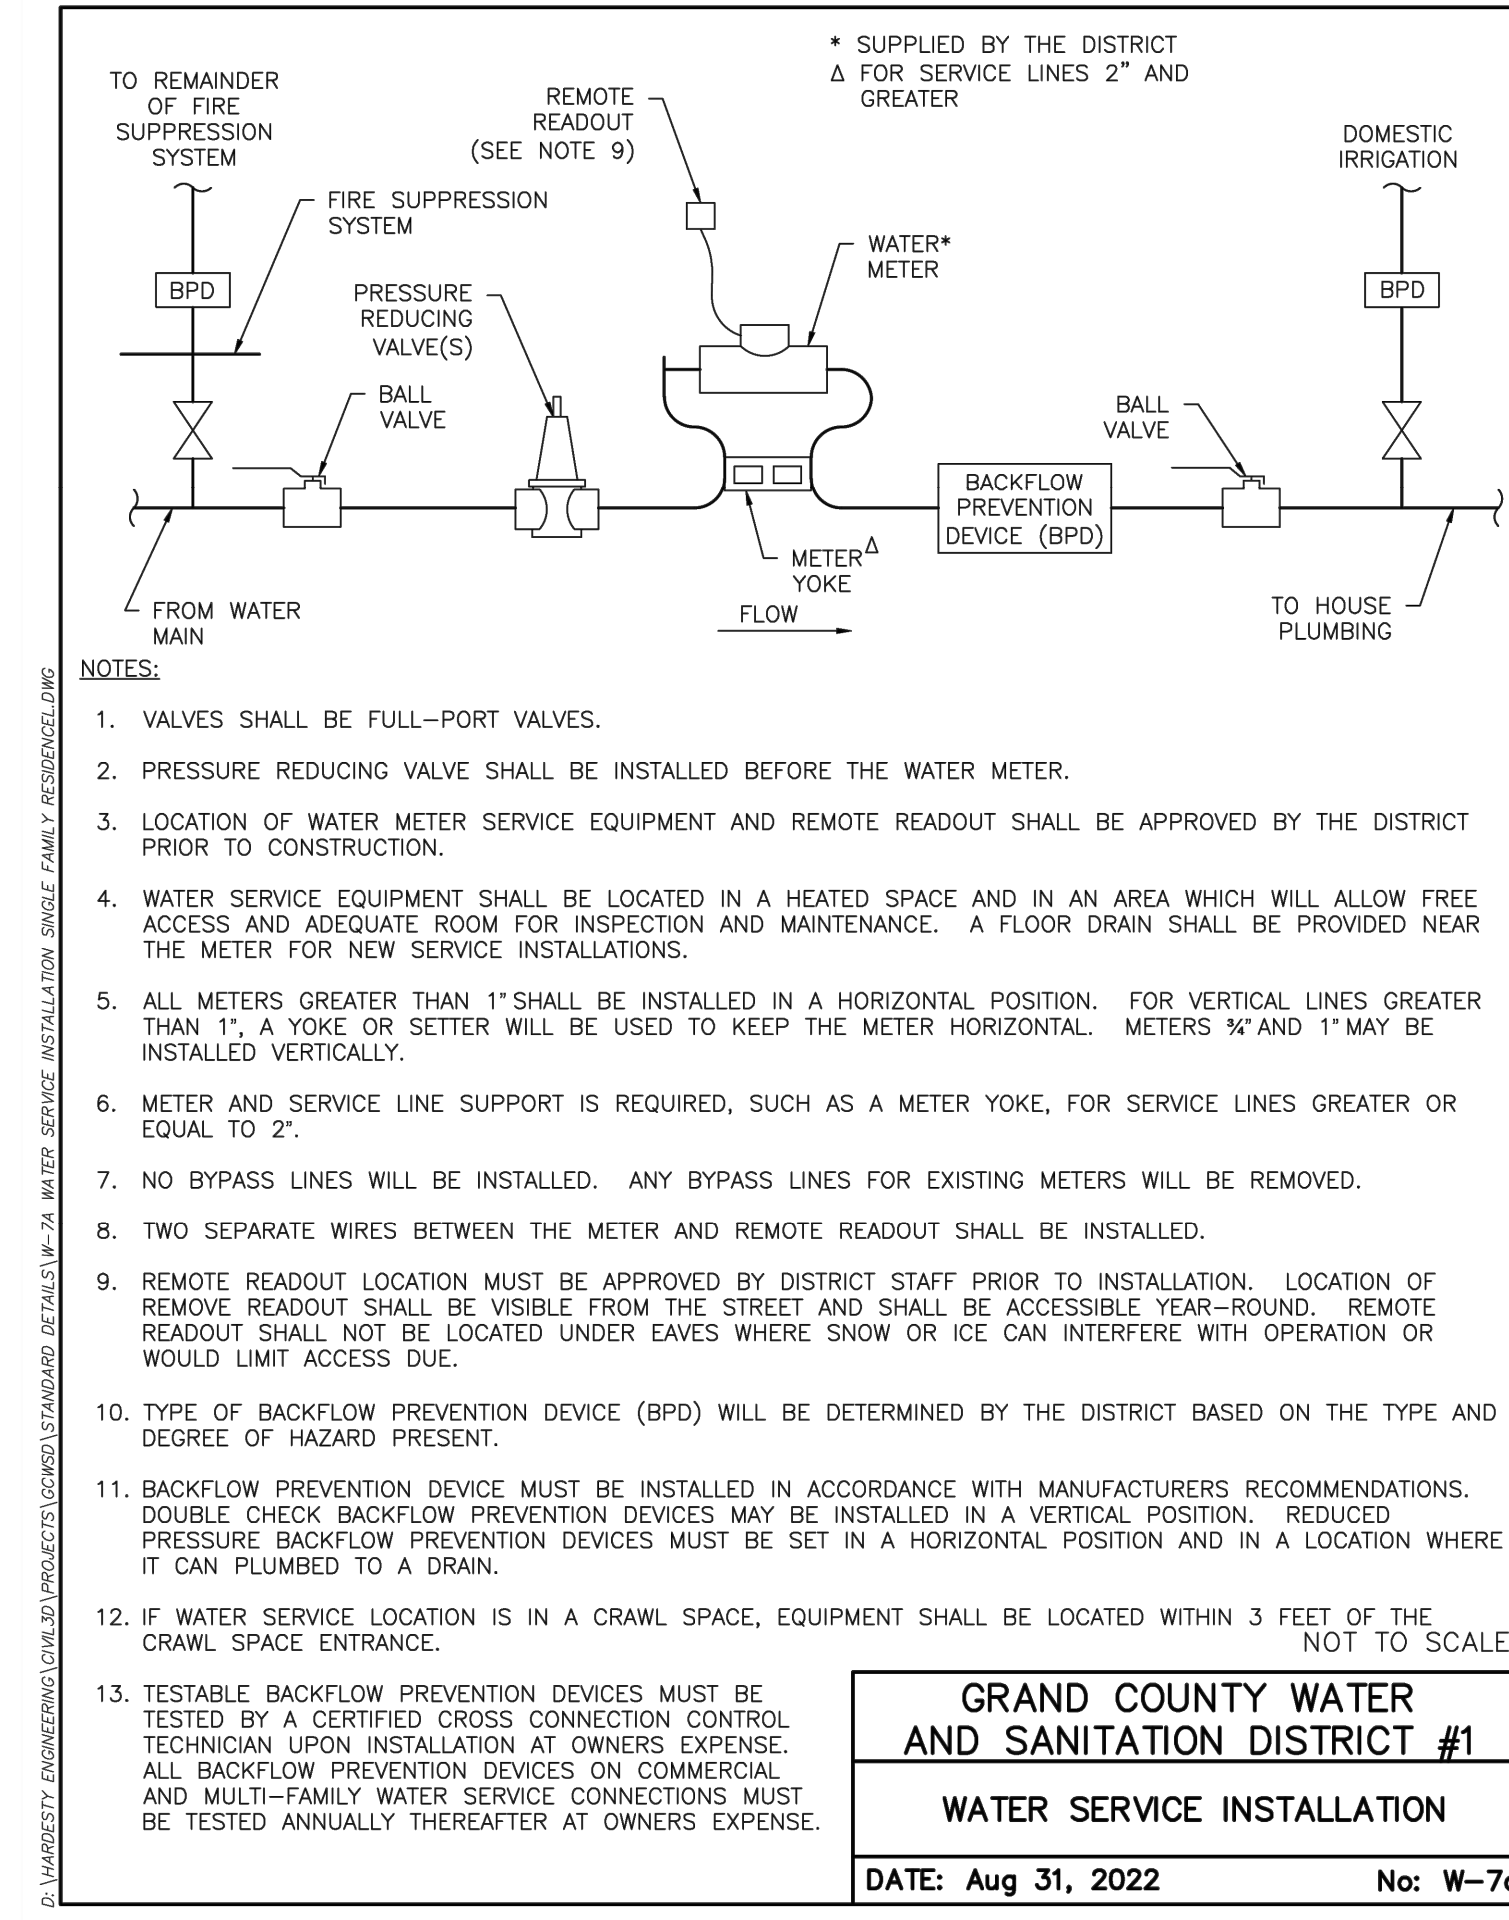 * SUPPLIED BY THE DISTRICT
Δ FOR SERVICE LINES 2" AND
GREATER
TO REMAINDER
OF FIRE
SUPPRESSION
SYSTEM
REMOTE
READOUT
(SEE NOTE 9)
DOMESTIC
IRRIGATION
FIRE SUPPRESSION
SYSTEM
WATER*
METER
BPD
PRESSURE
REDUCING
VALVE(S)
BPD
BALL
VALVE
BALL
VALVE
BACKFLOW
PREVENTION
DEVICE (BPD)
METER Δ
YOKE
FROM WATER
MAIN
FLOW
TO HOUSE
PLUMBING
NOTES:
1. VALVES SHALL BE FULL-PORT VALVES.
2. PRESSURE REDUCING VALVE SHALL BE INSTALLED BEFORE THE WATER METER.
3. LOCATION OF WATER METER SERVICE EQUIPMENT AND REMOTE READOUT SHALL BE APPROVED BY THE DISTRICT
PRIOR TO CONSTRUCTION.
4. WATER SERVICE EQUIPMENT SHALL BE LOCATED IN A HEATED SPACE AND IN AN AREA WHICH WILL ALLOW FREE
ACCESS AND ADEQUATE ROOM FOR INSPECTION AND MAINTENANCE. A FLOOR DRAIN SHALL BE PROVIDED NEAR
THE METER FOR NEW SERVICE INSTALLATIONS.
5. ALL METERS GREATER THAN 1" SHALL BE INSTALLED IN A HORIZONTAL POSITION. FOR VERTICAL LINES GREATER
THAN 1", A YOKE OR SETTER WILL BE USED TO KEEP THE METER HORIZONTAL. METERS ¾" AND 1" MAY BE
INSTALLED VERTICALLY.
6. METER AND SERVICE LINE SUPPORT IS REQUIRED, SUCH AS A METER YOKE, FOR SERVICE LINES GREATER OR
EQUAL TO 2".
7. NO BYPASS LINES WILL BE INSTALLED. ANY BYPASS LINES FOR EXISTING METERS WILL BE REMOVED.
8. TWO SEPARATE WIRES BETWEEN THE METER AND REMOTE READOUT SHALL BE INSTALLED.
9. REMOTE READOUT LOCATION MUST BE APPROVED BY DISTRICT STAFF PRIOR TO INSTALLATION. LOCATION OF
REMOVE READOUT SHALL BE VISIBLE FROM THE STREET AND SHALL BE ACCESSIBLE YEAR-ROUND. REMOTE
READOUT SHALL NOT BE LOCATED UNDER EAVES WHERE SNOW OR ICE CAN INTERFERE WITH OPERATION OR
WOULD LIMIT ACCESS DUE.
10. TYPE OF BACKFLOW PREVENTION DEVICE (BPD) WILL BE DETERMINED BY THE DISTRICT BASED ON THE TYPE AND
DEGREE OF HAZARD PRESENT.
11. BACKFLOW PREVENTION DEVICE MUST BE INSTALLED IN ACCORDANCE WITH MANUFACTURERS RECOMMENDATIONS.
DOUBLE CHECK BACKFLOW PREVENTION DEVICES MAY BE INSTALLED IN A VERTICAL POSITION. REDUCED
PRESSURE BACKFLOW PREVENTION DEVICES MUST BE SET IN A HORIZONTAL POSITION AND IN A LOCATION WHERE
IT CAN PLUMBED TO A DRAIN.
12. IF WATER SERVICE LOCATION IS IN A CRAWL SPACE, EQUIPMENT SHALL BE LOCATED WITHIN 3 FEET OF THE
CRAWL SPACE ENTRANCE.
NOT TO SCALE
13. TESTABLE BACKFLOW PREVENTION DEVICES MUST BE
TESTED BY A CERTIFIED CROSS CONNECTION CONTROL
TECHNICIAN UPON INSTALLATION AT OWNERS EXPENSE.
ALL BACKFLOW PREVENTION DEVICES ON COMMERCIAL
AND MULTI-FAMILY WATER SERVICE CONNECTIONS MUST
BE TESTED ANNUALLY THEREAFTER AT OWNERS EXPENSE.
GRAND COUNTY WATER
AND SANITATION DISTRICT #1
WATER SERVICE INSTALLATION
DATE: Aug 31, 2022
No: W-7
D: \HARDESTY ENGINEERING\CIVIL3D\PROJECTS\GCWSD\STANDARD DETAILS\W-7A WATER SERVICE INSTALLATION SINGLE FAMILY RESIDENCEL.DWG